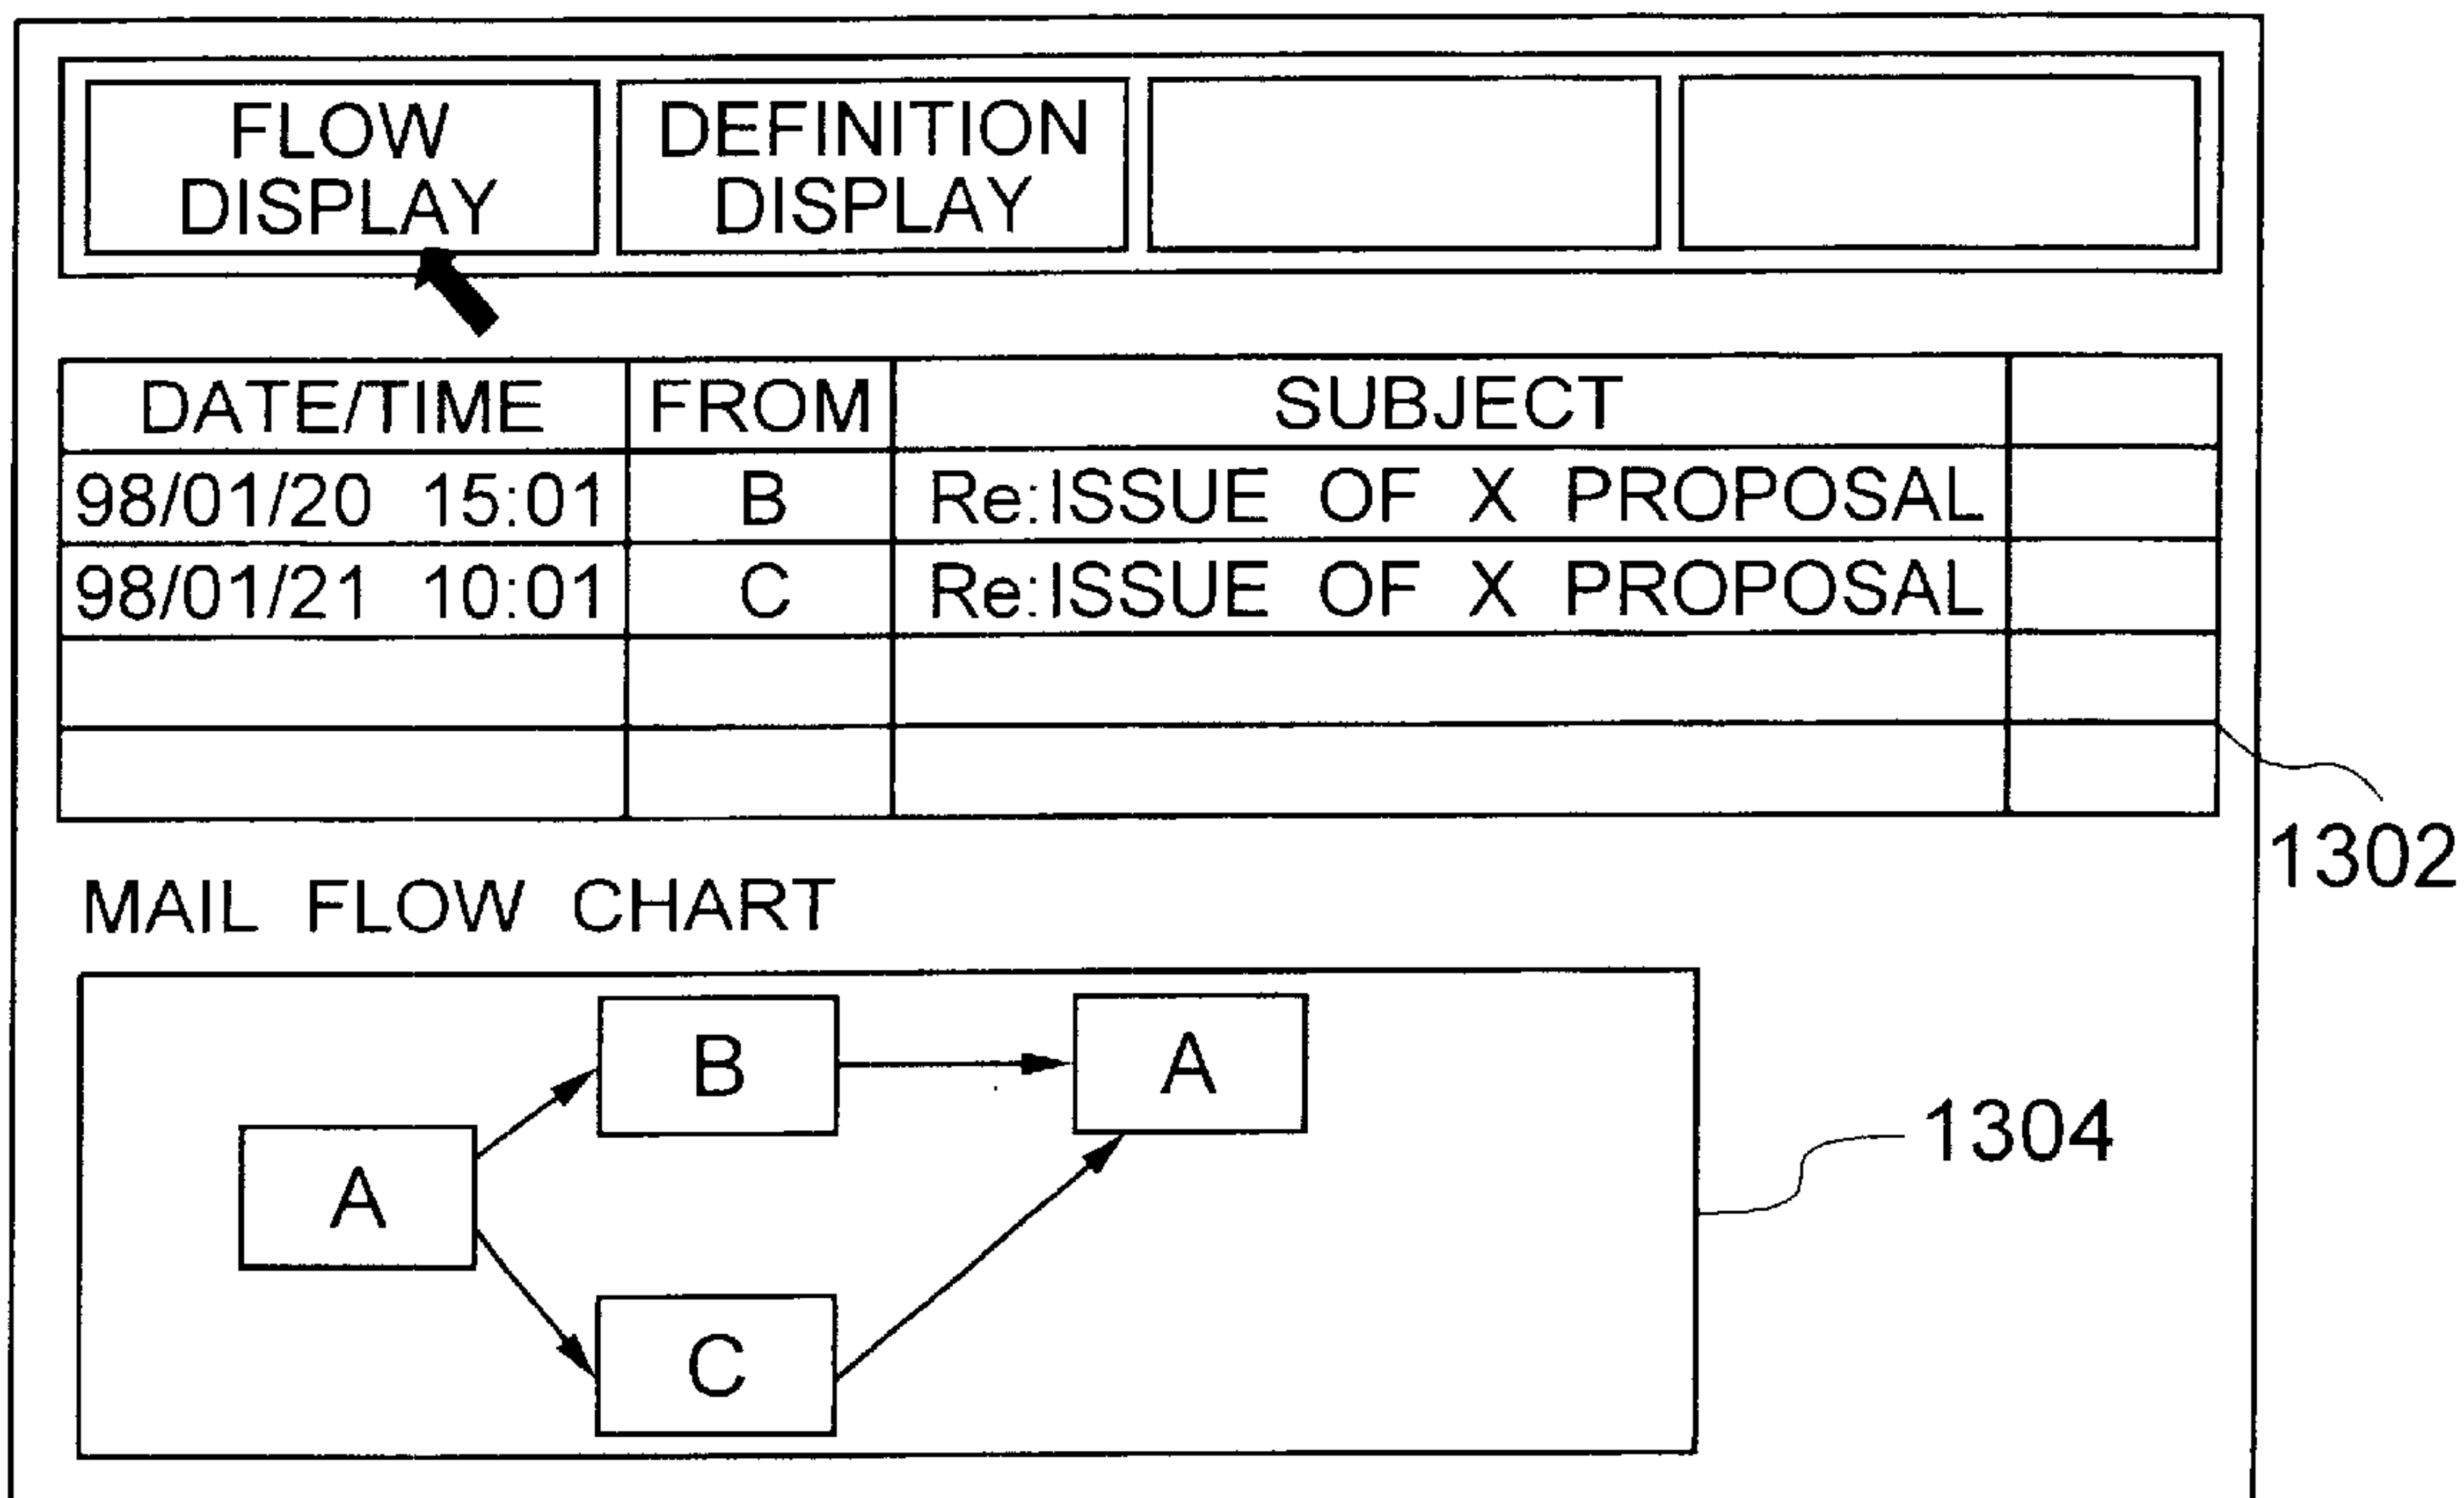 FLOW
DISPLAY
DEFINITION
DISPLAY
DATE/TIME FROM SUBJECT
98/01/20 15:01 B Re:ISSUE OF X PROPOSAL
98/01/21 10:01 C Re:ISSUE OF X PROPOSAL
1302
MAIL FLOW CHART
B
A
A
C
1304